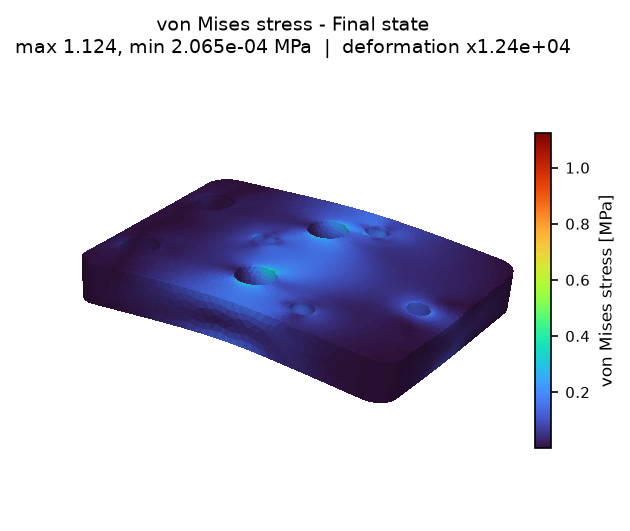 von Mises stress - Final state
max 1.124, min 2.065e-04 MPa | deformation x1.24e+04
1.0
0.8
0.6
0.4
0.2
von Mises stress [MPa]